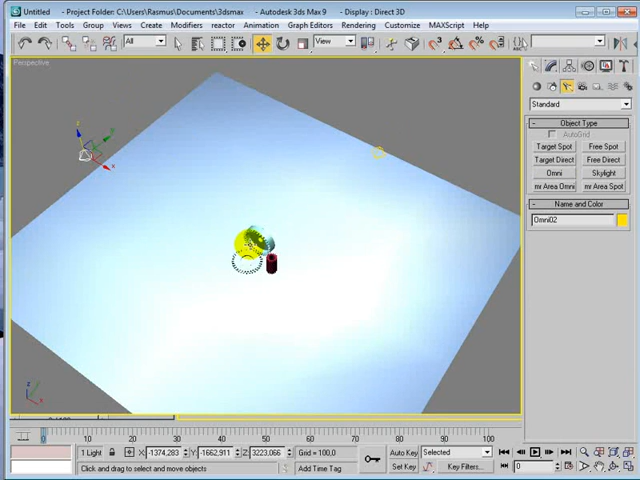 Untitled - Project Folder: C:\Users\Rasmus\Documents\3dsmax - Autodesk 3ds Max 9 - Display : Direct 3D
File Edit Tools Group Views Create Modifiers reactor Animation Graph Editors Rendering Customize MAXScript Help
All View
Perspective
z y x
Standard
Object Type
AutoGrid
Target Spot Free Spot
Target Direct Free Direct
Omni Skylight
mr Area Omni mr Area Spot
Name and Color
Omni02
z x
0 10 20 30 40 50 60 70 80 90 100
1 Light X: -1374,283 Y: -1662,911 Z: 3223,066 Grid = 100,0 Auto Key Selected
Click and drag to select and move objects Add Time Tag Set Key Key Filters... 0